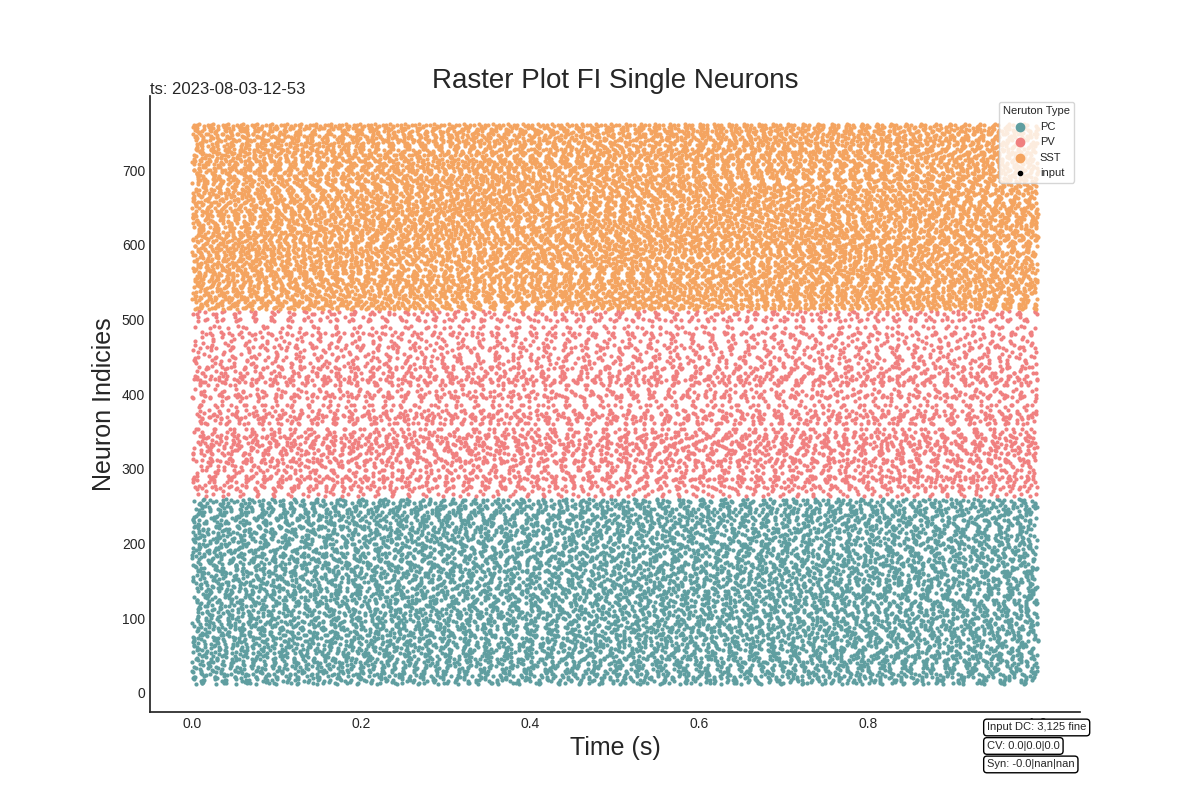 Raster Plot FI Single Neurons
ts: 2023-08-03-12-53
Neruton Type
PC
PV
SST
input
700
600
500
400
300
200
100
0
Neuron Indicies
0.0 0.2 0.4 0.6 0.8
Time (s)
Input DC: 3,125 fine
CV: 0.0|0.0|0.0
Syn: -0.0|nan|nan